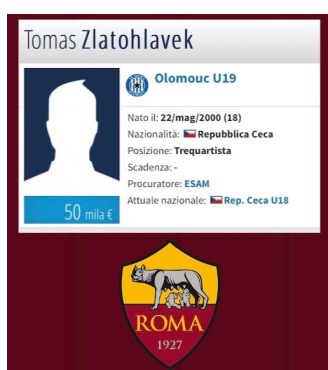 Tomas Zlatohlavek
Olomouc U19
Nato il: 22/mag/2000 (18)
Nazionalità: Repubblica Ceca
Posizione: Trequartista
Scadenza: -
Procuratore: ESAM
Attuale nazionale: Rep. Ceca U18
50 mila €
ROMA
1927